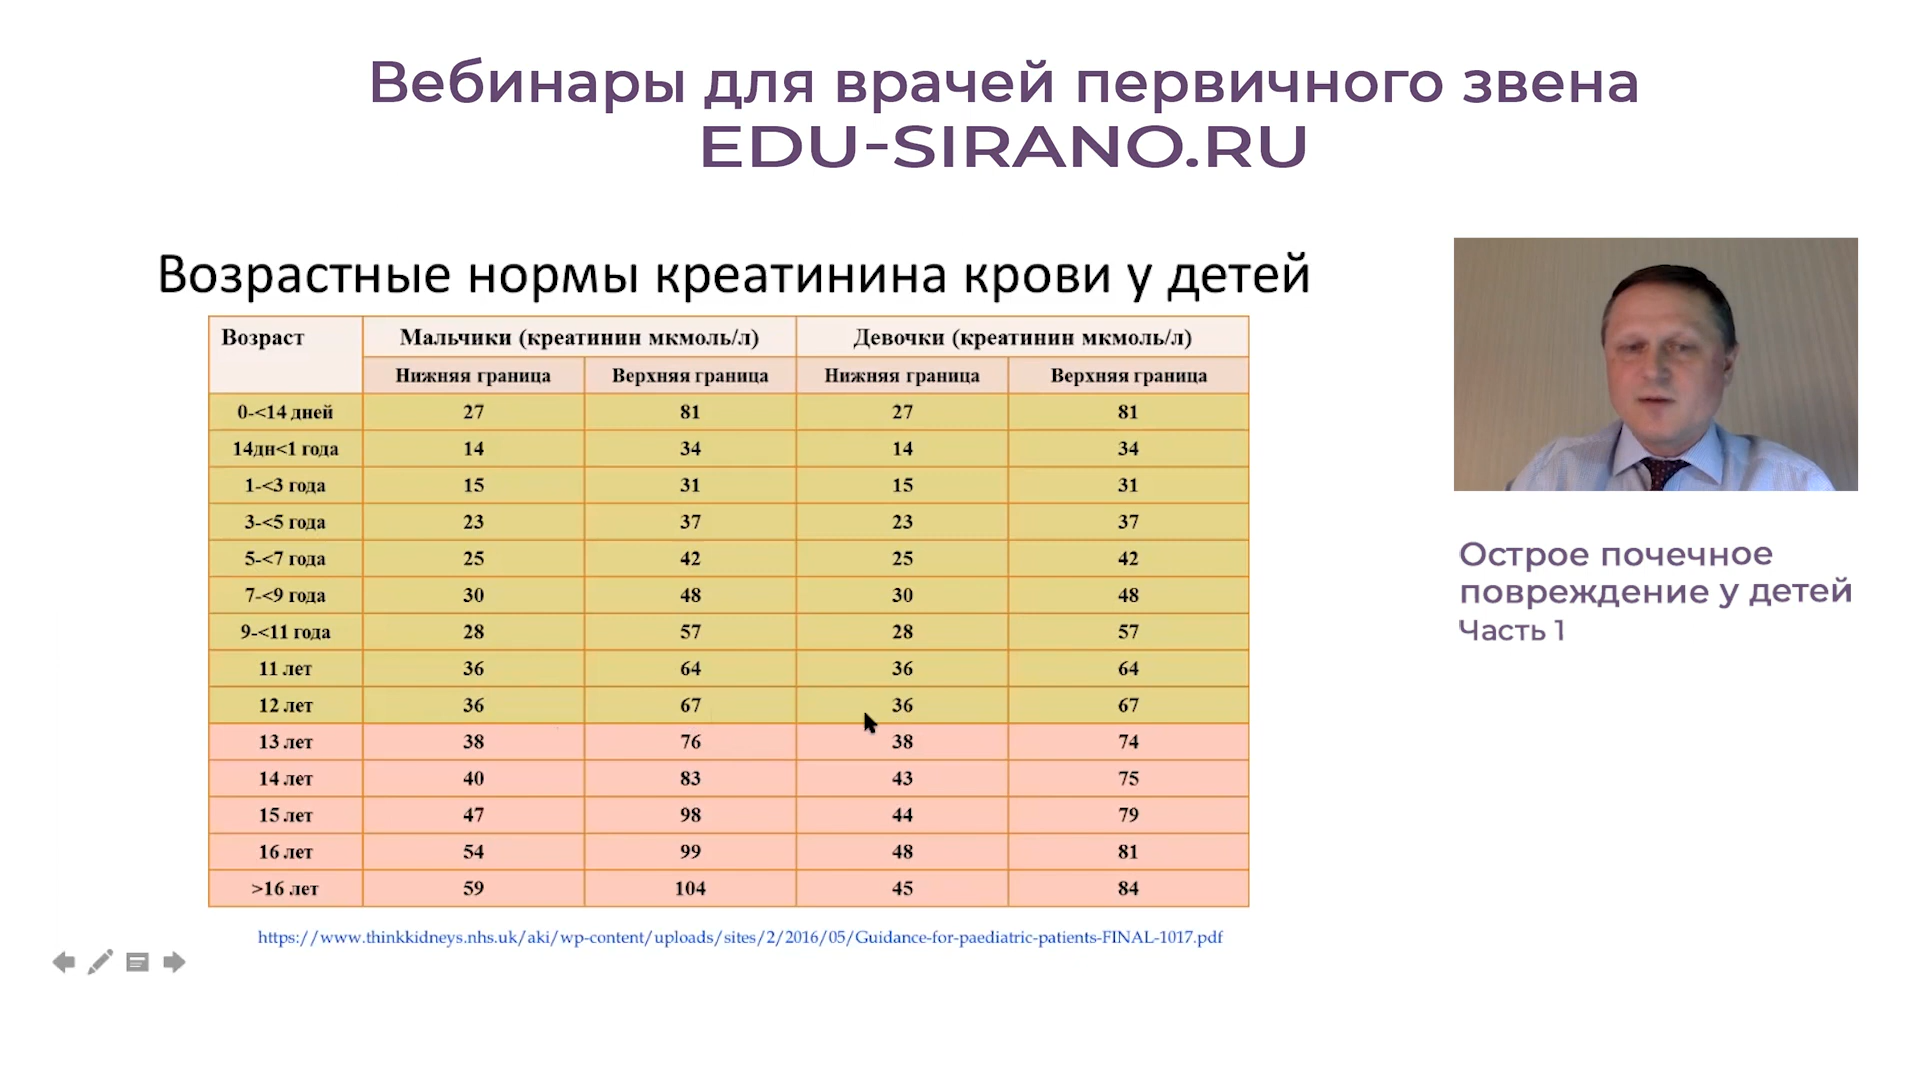 Вебинары для врачей первичного звена
EDU-SIRANO.RU
Возрастные нормы креатинина крови у детей
Возраст Мальчики (креатинин мкмоль/л) Девочки (креатинин мкмоль/л)
Нижняя граница Верхняя граница Нижняя граница Верхняя граница
0-<14 дней 27 81 27 81
14дн<1 года 14 34 14 34
1-<3 года 15 31 15 31
3-<5 года 23 37 23 37
5-<7 года 25 42 25 42
7-<9 года 30 48 30 48
9-<11 года 28 57 28 57
11 лет 36 64 36 64
12 лет 36 67 36 67
13 лет 38 76 38 74
14 лет 40 83 43 75
15 лет 47 98 44 79
16 лет 54 99 48 81
>16 лет 59 104 45 84
https://www.thinkkidneys.nhs.uk/aki/wp-content/uploads/sites/2/2016/05/Guidance-for-paediatric-patients-FINAL-1017.pdf
Острое почечное
повреждение у детей
Часть 1